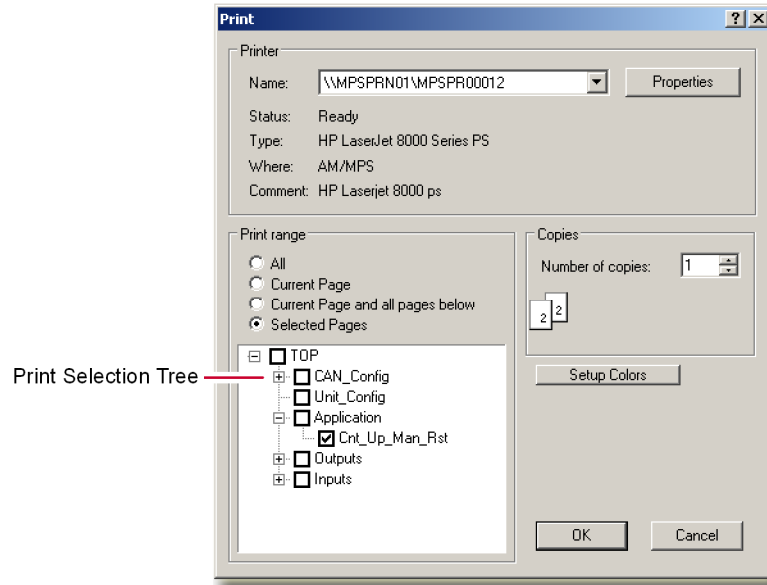 Print
Printer
Name: \\MPSPRN01\MPSPR00012 Properties
Status: Ready
Type: HP LaserJet 8000 Series PS
Where: AM/MPS
Comment: HP Laserjet 8000 ps
Print range
All
Current Page
Current Page and all pages below
Selected Pages
TOP
CAN_Config
Unit_Config
Application
Cnt_Up_Man_Rst
Outputs
Inputs
Print Selection Tree
Copies
Number of copies: 1
2 2
Setup Colors
OK Cancel